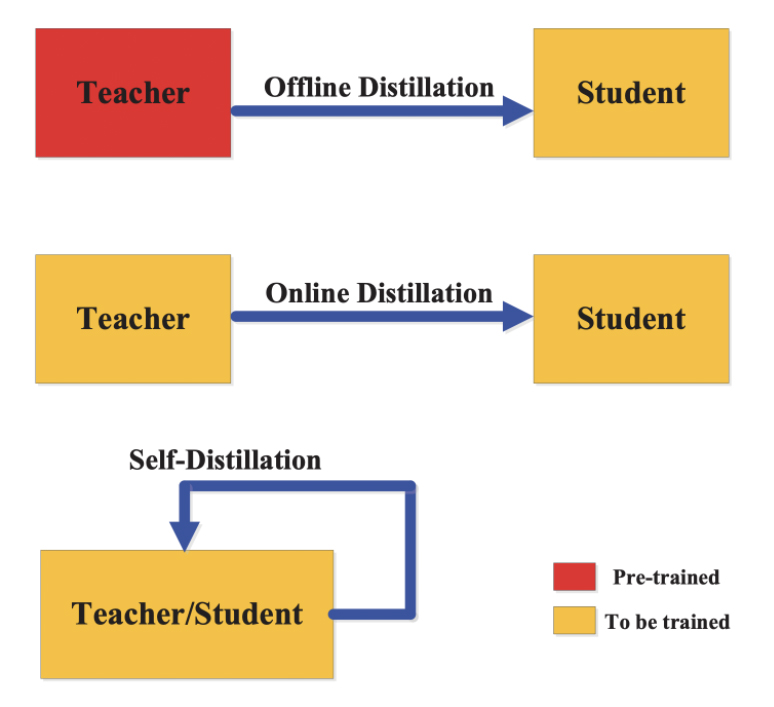 Teacher
Offline Distillation
Student
Teacher
Online Distillation
Student
Self-Distillation
Teacher/Student
Pre-trained
To be trained